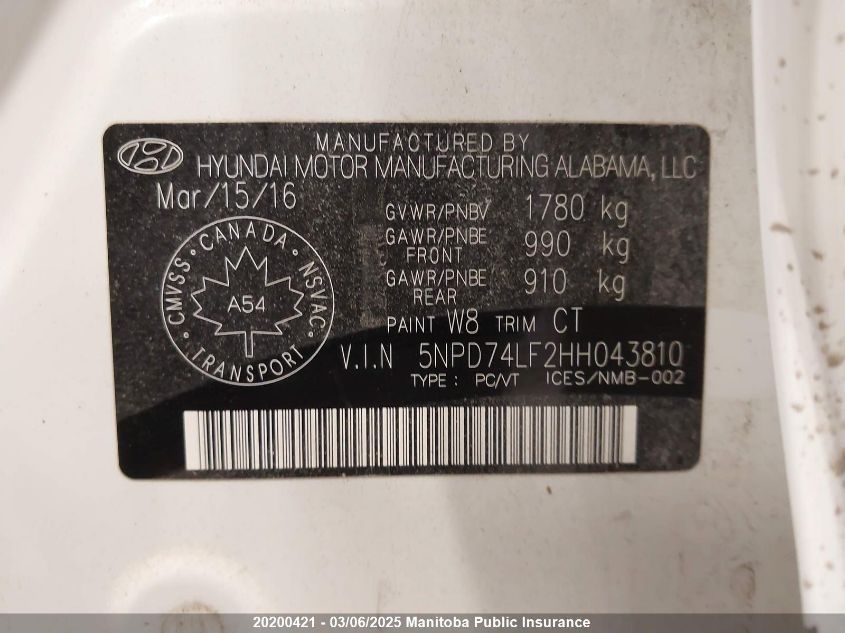 MANUFACTURED BY
HYUNDAI MOTOR MANUFACTURING ALABAMA, LLC
Mar/15/16
GVWR/PNBV 1780 kg
GAWR/PNBE FRONT 990 kg
GAWR/PNBE REAR 910 kg
CANADA
CMVSS NSVAC
A54
TRANSPORT
PAINT W8 TRIM CT
V.I.N 5NPD74LF2HH043810
TYPE : PC/VT ICES/NMB-002
20200421 - 03/06/2025 Manitoba Public Insurance